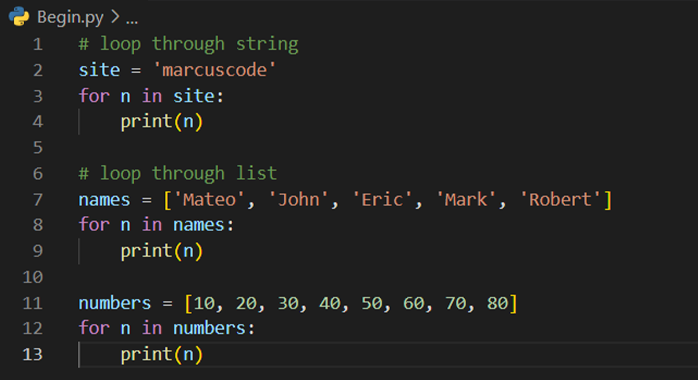 Begin.py > ...
1 # loop through string
2 site = 'marcuscode'
3 for n in site:
4     print(n)
5
6 # loop through list
7 names = ['Mateo', 'John', 'Eric', 'Mark', 'Robert']
8 for n in names:
9     print(n)
10
11 numbers = [10, 20, 30, 40, 50, 60, 70, 80]
12 for n in numbers:
13     print(n)